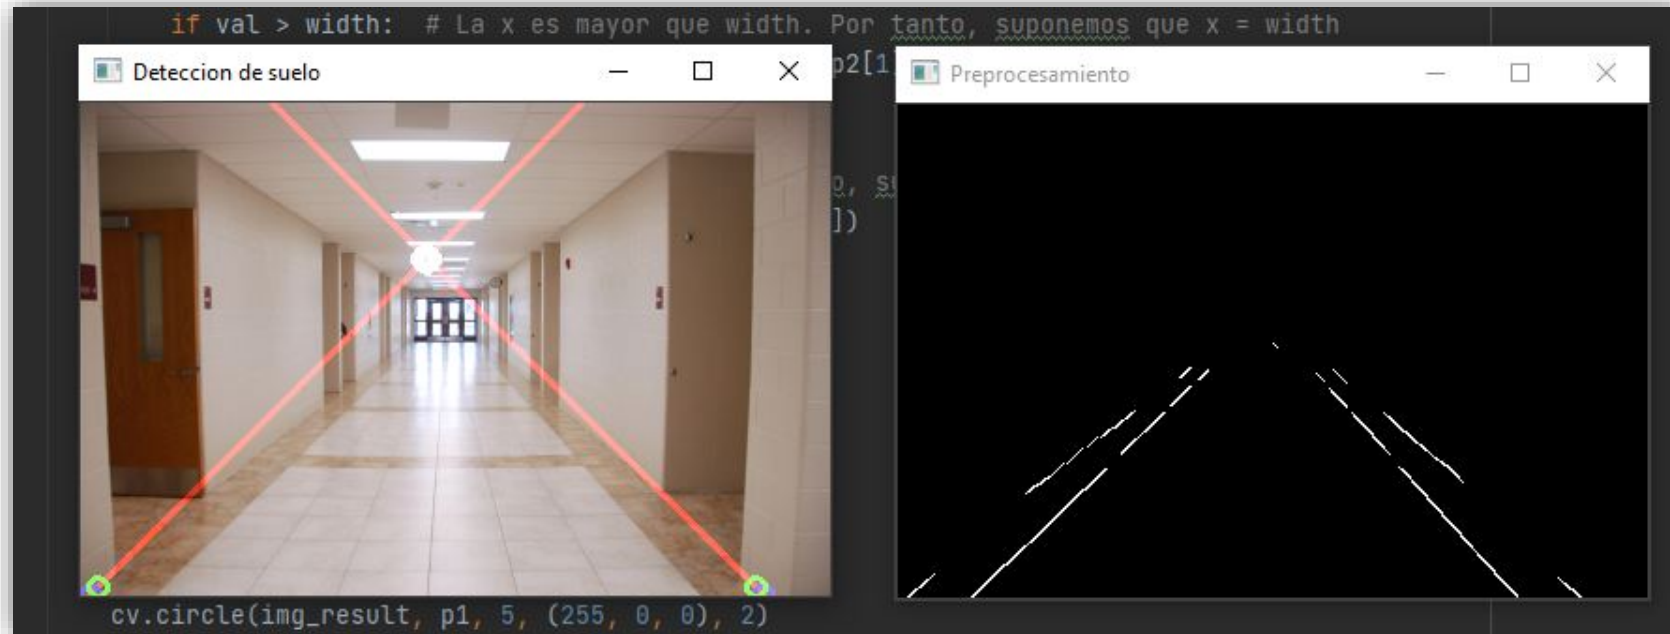 if val > width:  # La x es mayor que width. Por tanto, suponemos que x = width
Deteccion de suelo
p2[1
Preprocesamiento
o, su
])
cv.circle(img_result, p1, 5, (255, 0, 0), 2)